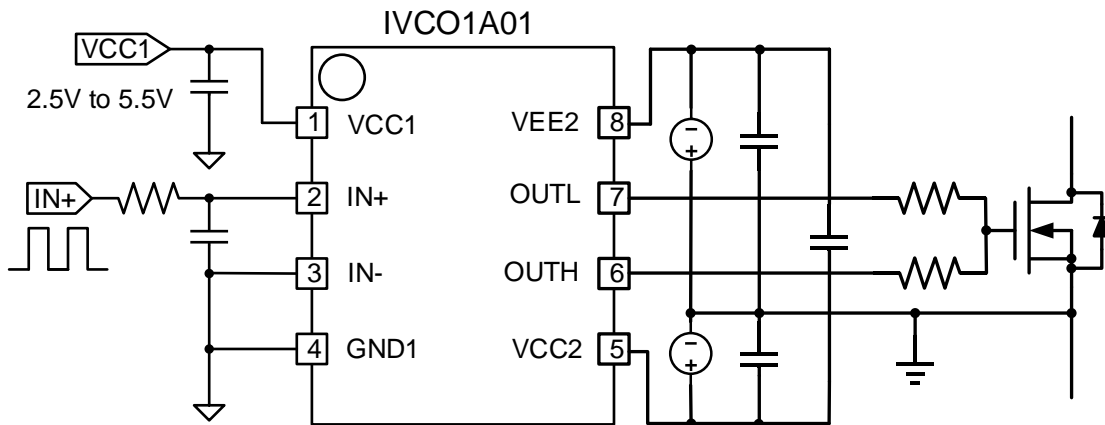 IVCO1A01
VCC1
2.5V to 5.5V
1 VCC1
VEE2 8
IN+
2 IN+
OUTL 7
3 IN-
OUTH 6
4 GND1
VCC2 5